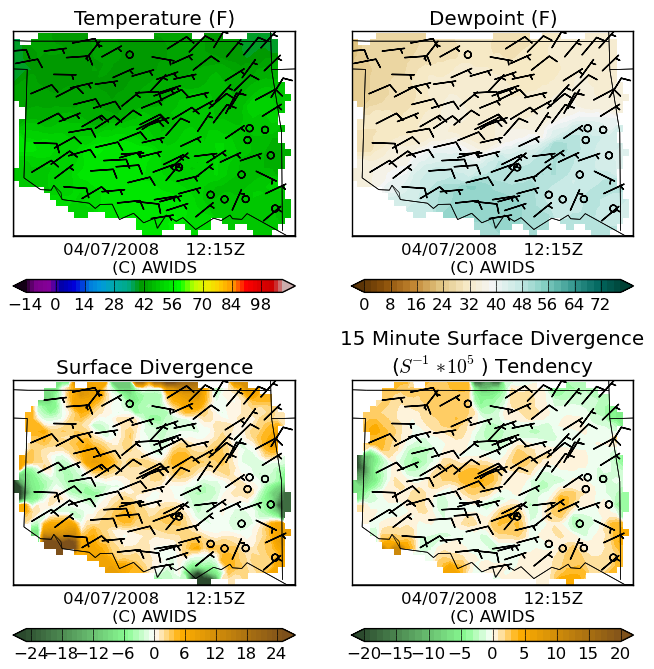 Temperature (F)
04/07/2008 12:15Z
(C) AWIDS
−14 0 14 28 42 56 70 84 98
Dewpoint (F)
04/07/2008 12:15Z
(C) AWIDS
0 8 16 24 32 40 48 56 64 72
Surface Divergence
04/07/2008 12:15Z
(C) AWIDS
−24 −18 −12 −6 0 6 12 18 24
15 Minute Surface Divergence
(S⁻¹ *10⁵ ) Tendency
04/07/2008 12:15Z
(C) AWIDS
−20 −15 −10 −5 0 5 10 15 20